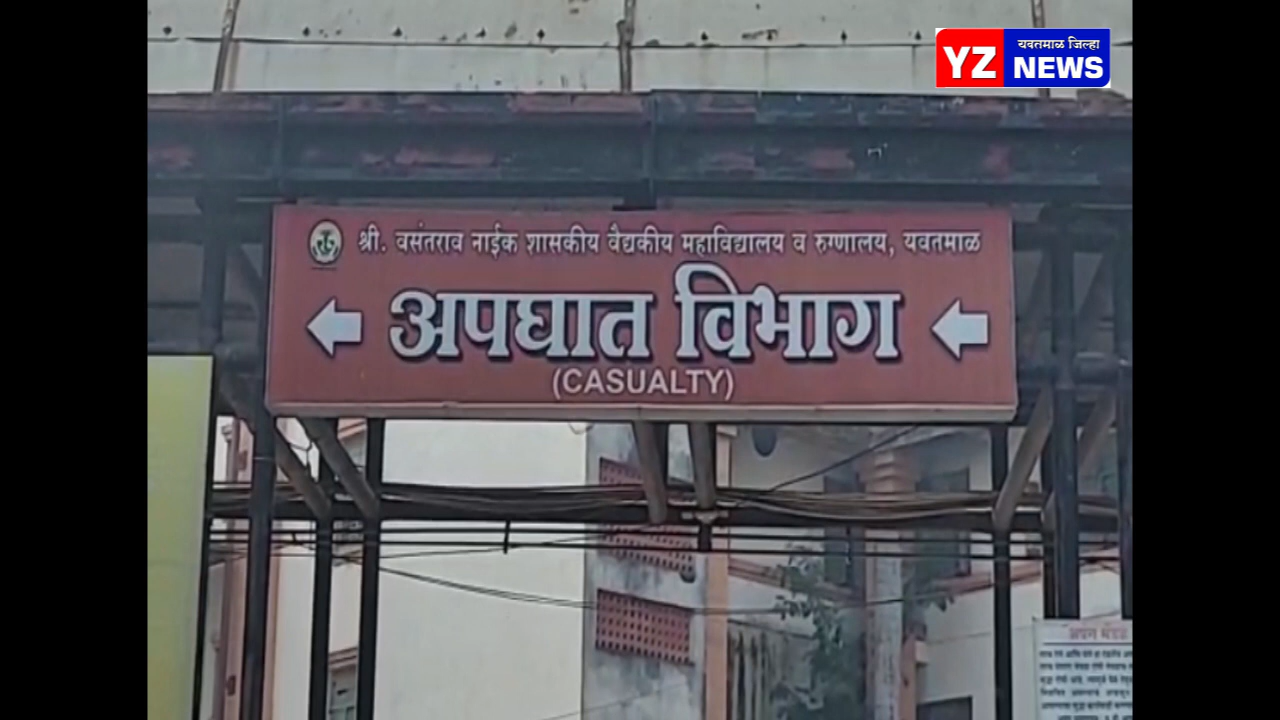 YZ यवतमाळ जिल्हा
NEWS
श्री. वसंतराव नाईक शासकीय वैद्यकीय महाविद्यालय व रुग्णालय, यवतमाळ
अपघात विभाग
(CASUALTY)